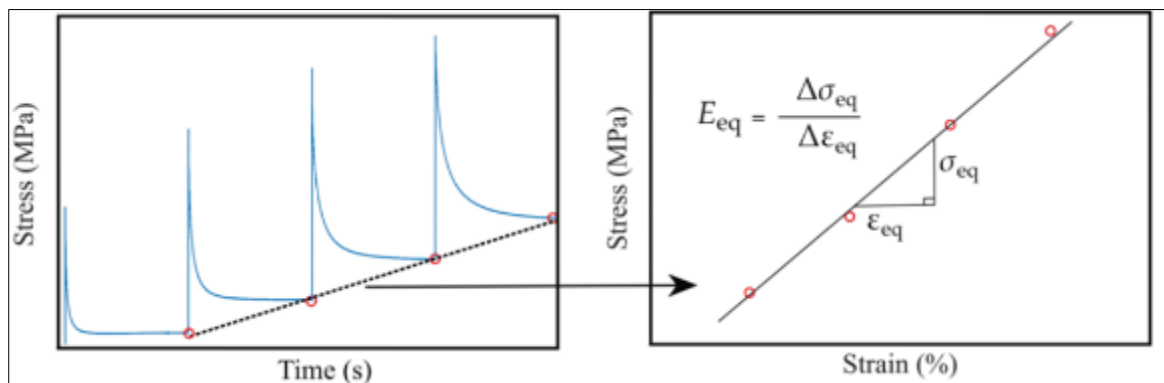 Stress (MPa)
Time (s)
Stress (MPa)
E_eq = Δσ_eq / Δε_eq
σ_eq
ε_eq
Strain (%)